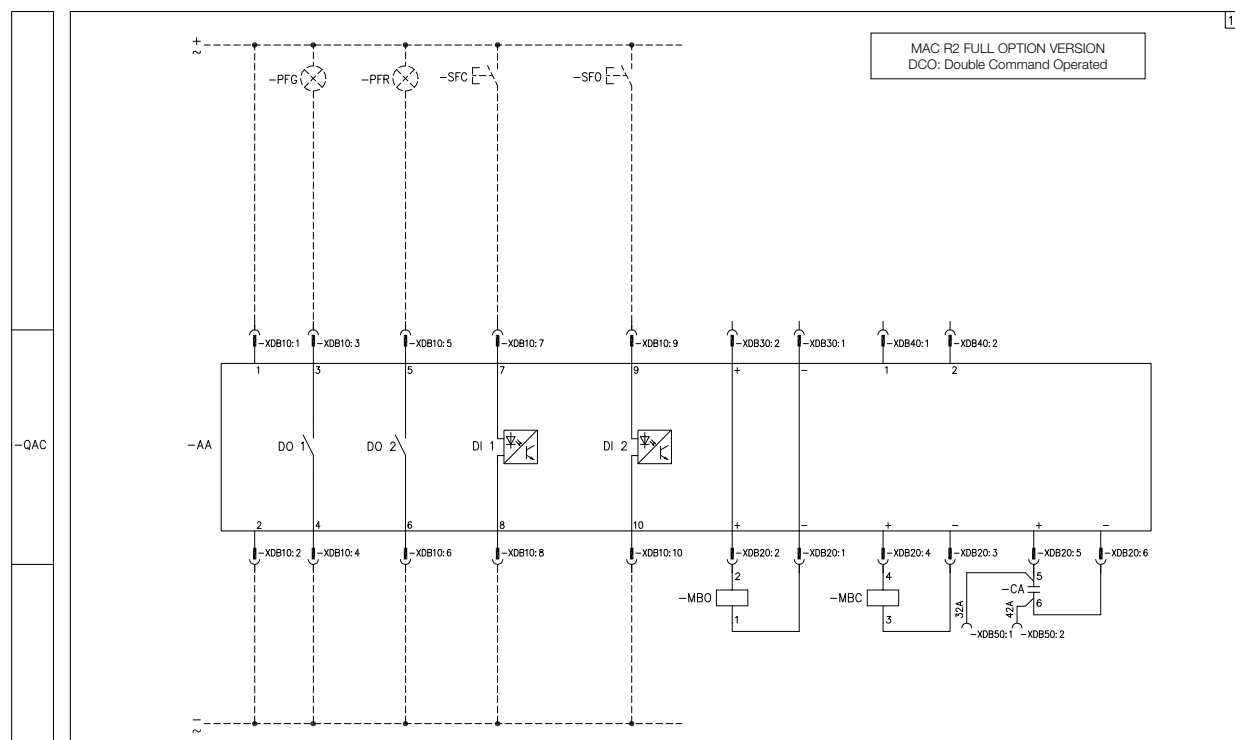 1
MAC R2 FULL OPTION VERSION
DCO: Double Command Operated
+
~
-PFG
-PFR
-SFC
-SFO
-XDB10:1
-XDB10:3
-XDB10:5
-XDB10:7
-XDB10:9
-XDB30:2
-XDB30:1
-XDB40:1
-XDB40:2
1
3
5
7
9
+
-
1
2
-QAC
-AA
DO 1
DO 2
DI 1
DI 2
2
4
6
8
10
+
-
+
-
+
-
-XDB10:2
-XDB10:4
-XDB10:6
-XDB10:8
-XDB10:10
-XDB20:2
-XDB20:1
-XDB20:4
-XDB20:3
-XDB20:5
-XDB20:6
2
-MBO
1
4
-MBC
3
5
-CA
6
32A
42A
-XDB50:1
-XDB50:2
-
~